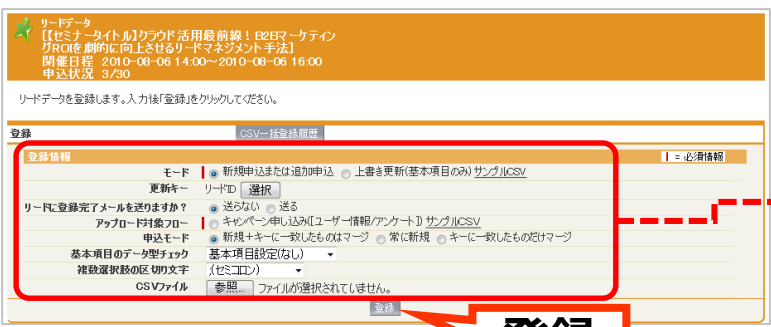 リードデータ
[【セミナータイトル】クラウド活用最前線！B2Bマーケティン
グROIを劇的に向上させるリードマネジメント手法]
開催日程 2010-08-06 14:00～2010-08-06 16:00
申込状況 3/30
リードデータを登録します。入力後「登録」をクリックしてください。
登録 CSV一括登録履歴
登録情報 | = 必須情報
モード 新規申込または追加申込 上書き更新(基本項目のみ) サンプルCSV
更新キー リードID 選択
リードに登録完了メールを送りますか？ 送らない 送る
アップロード対象フロー キャンペーン申し込み([ユーザー情報/アンケート]) サンプルCSV
申込モード 新規＋キーに一致したものはマージ 常に新規 キーに一致したものだけマージ
基本項目のデータ型チェック 基本項目設定(なし)
複数選択肢の区切り文字 ;(セミコロン)
CSVファイル 参照... ファイルが選択されていません。
登録
登録